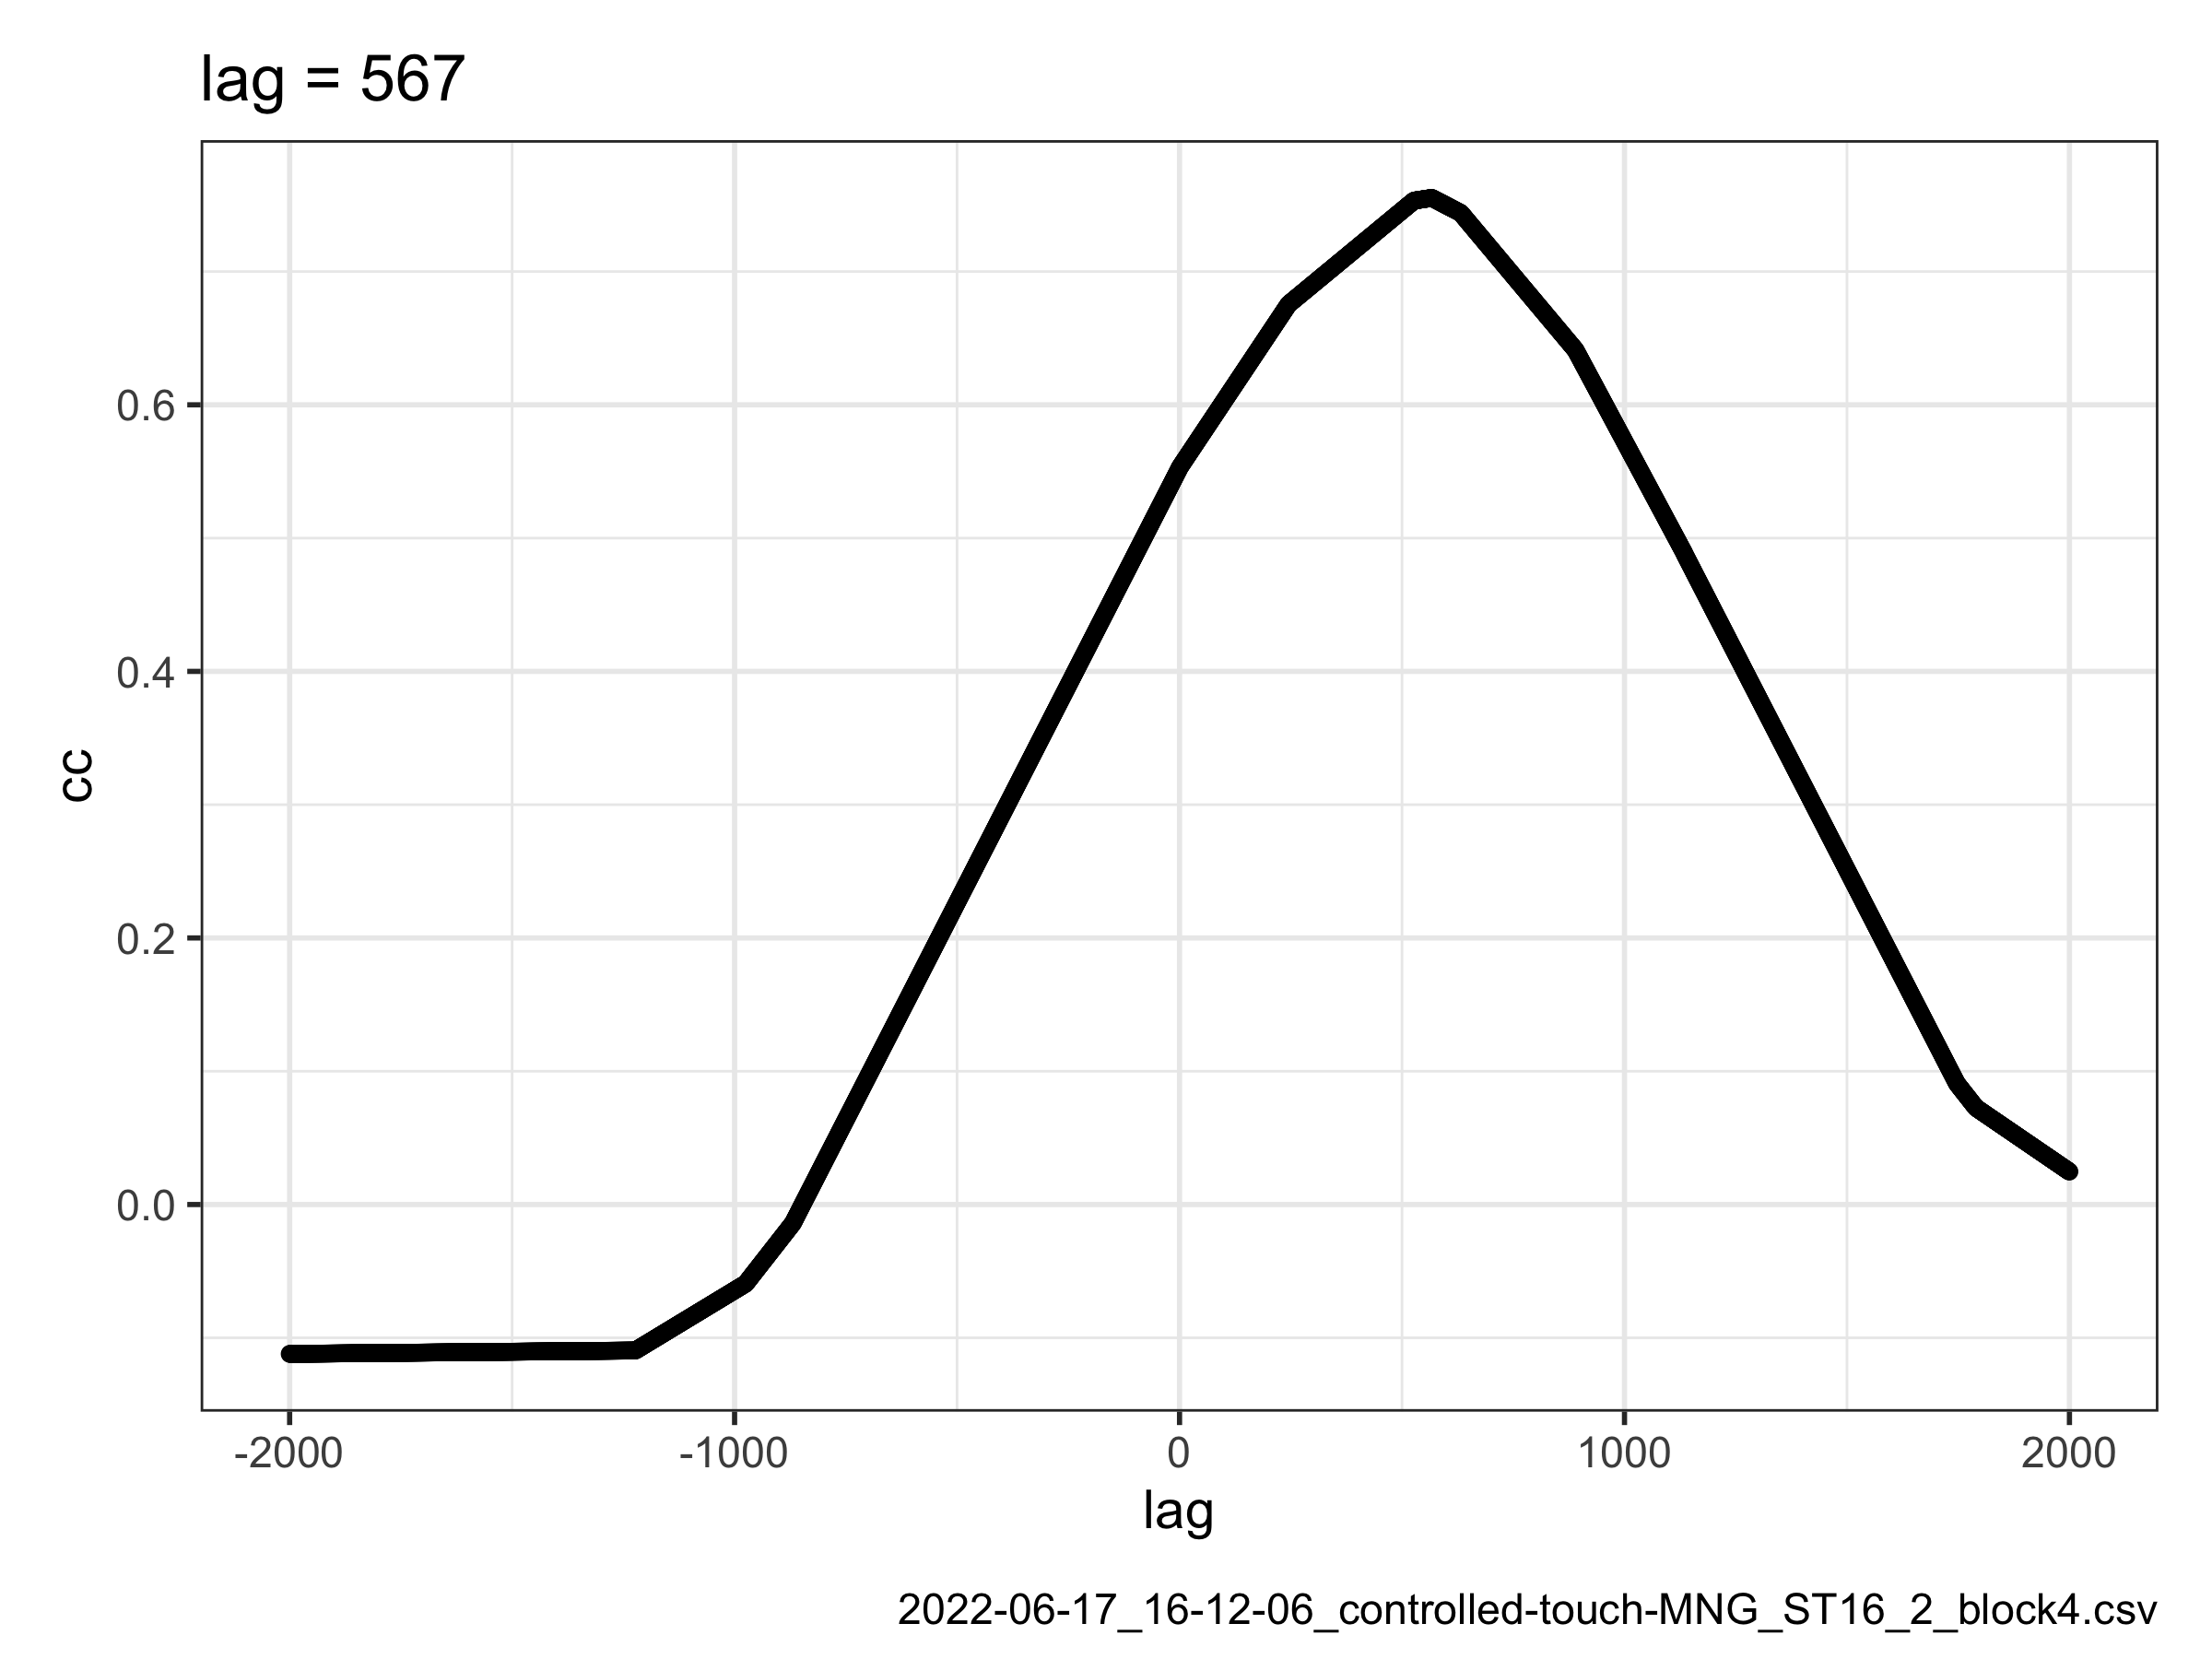 lag = 567
cc
0.6
0.4
0.2
0.0
-2000 -1000 0 1000 2000
lag
2022-06-17_16-12-06_controlled-touch-MNG_ST16_2_block4.csv